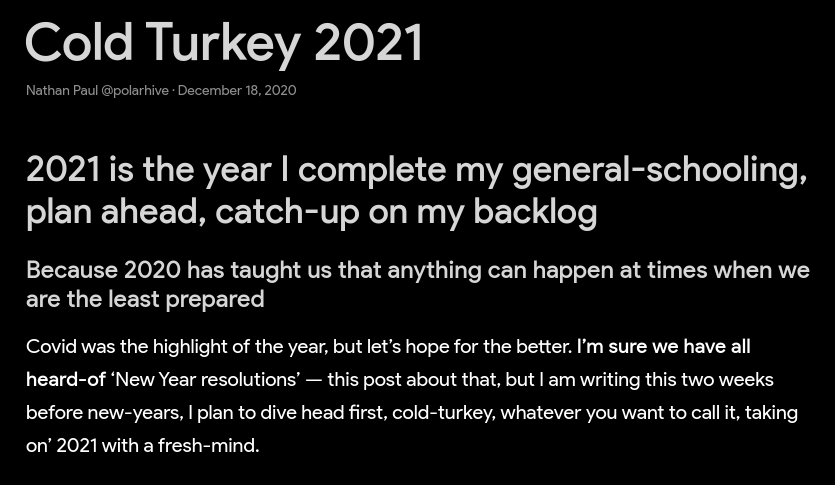 Cold Turkey 2021
Nathan Paul @polarhive · December 18, 2020
2021 is the year I complete my general-schooling,
plan ahead, catch-up on my backlog
Because 2020 has taught us that anything can happen at times when we
are the least prepared
Covid was the highlight of the year, but let’s hope for the better. I’m sure we have all
heard-of ‘New Year resolutions’ — this post about that, but I am writing this two weeks
before new-years, I plan to dive head first, cold-turkey, whatever you want to call it, taking
on’ 2021 with a fresh-mind.